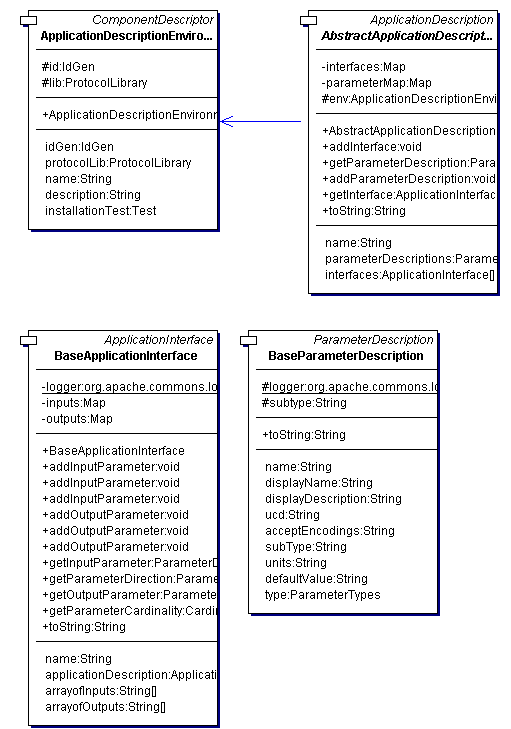 ComponentDescriptor
ApplicationDescriptionEnviro...
#id:IdGen
#lib:ProtocolLibrary
+ApplicationDescriptionEnvironm
idGen:IdGen
protocolLib:ProtocolLibrary
name:String
description:String
installationTest:Test
ApplicationDescription
AbstractApplicationDescript...
-interfaces:Map
-parameterMap:Map
#env:ApplicationDescriptionEnvi
+AbstractApplicationDescription
+addInterface:void
+getParameterDescription:Para
+addParameterDescription:void
+getInterface:ApplicationInterfac
+toString:String
name:String
parameterDescriptions:Parame
interfaces:ApplicationInterface[]
ApplicationInterface
BaseApplicationInterface
-logger:org.apache.commons.lo
-inputs:Map
-outputs:Map
+BaseApplicationInterface
+addInputParameter:void
+addInputParameter:void
+addInputParameter:void
+addOutputParameter:void
+addOutputParameter:void
+addOutputParameter:void
+getInputParameter:ParameterD
+getParameterDirection:Parame
+getOutputParameter:Parameter
+getParameterCardinality:Cardin
+toString:String
name:String
applicationDescription:Applicati
arrayofInputs:String[]
arrayofOutputs:String[]
ParameterDescription
BaseParameterDescription
#logger:org.apache.commons.lo
#subtype:String
+toString:String
name:String
displayName:String
displayDescription:String
ucd:String
acceptEncodings:String
subType:String
units:String
defaultValue:String
type:ParameterTypes